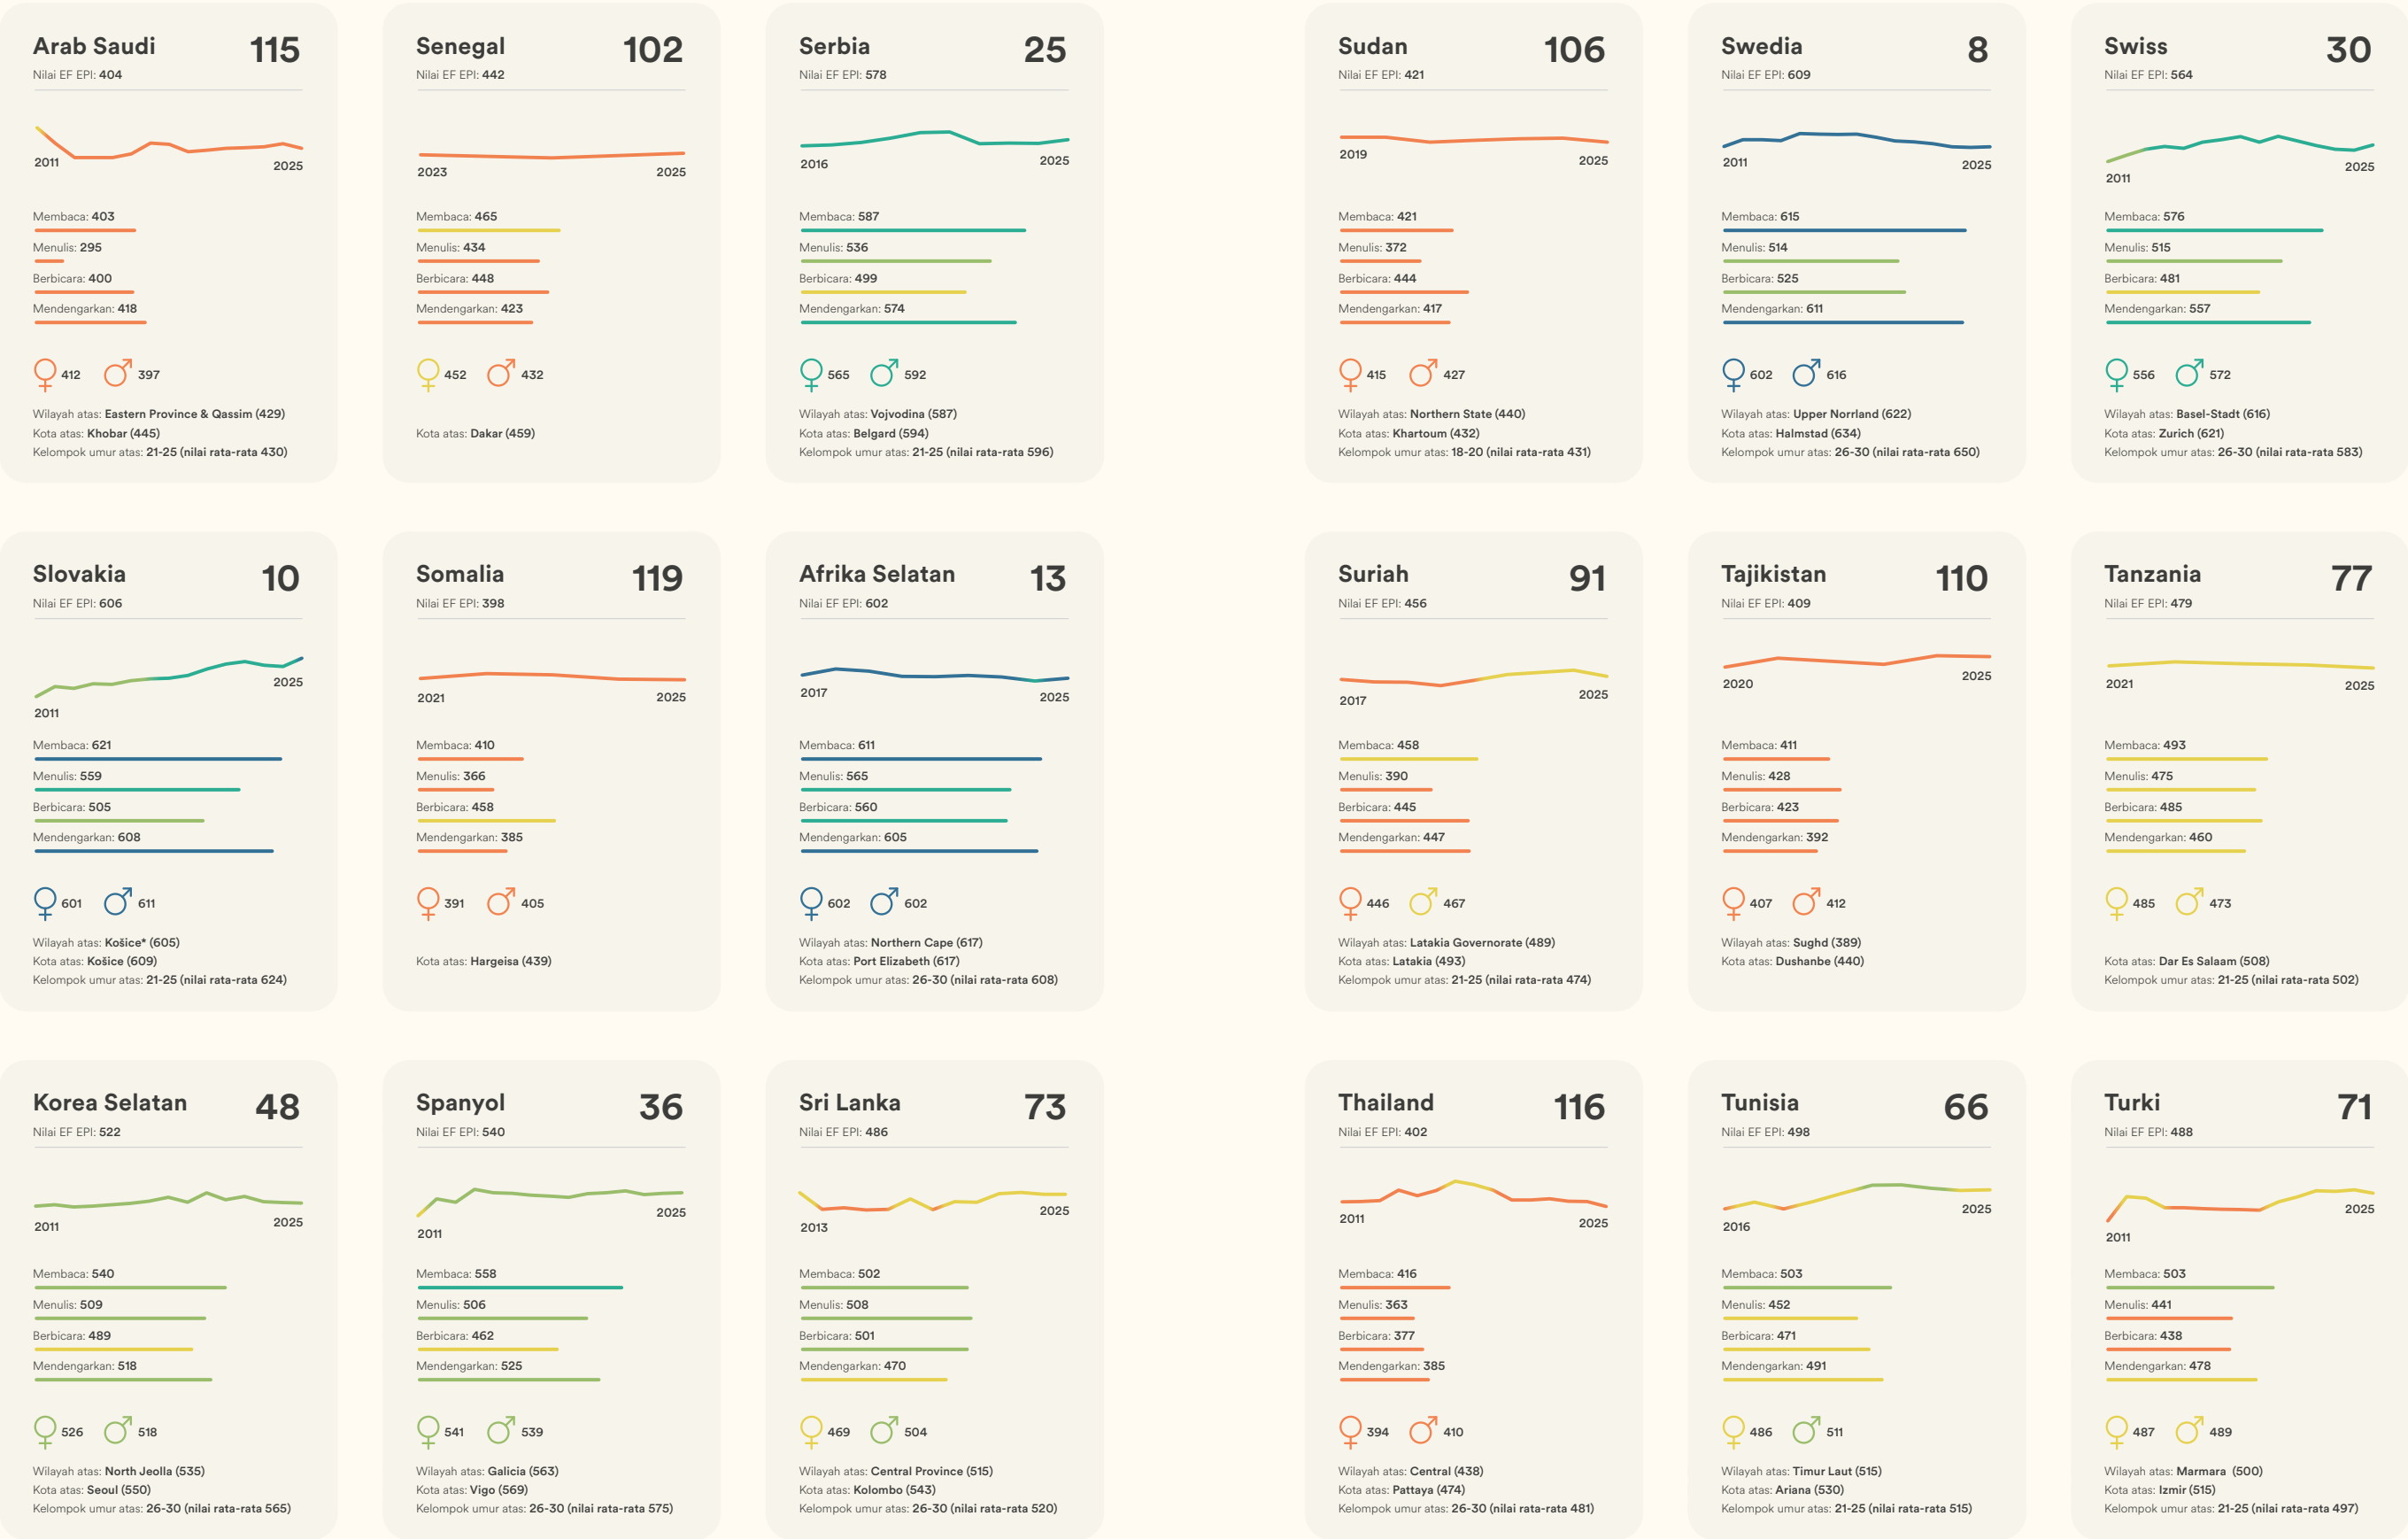 Arab Saudi
115
Nilai EF EPI: 404
2011
2025
Membaca: 403
Menulis: 295
Berbicara: 400
Mendengarkan: 418
412
397
Wilayah atas: Eastern Province & Qassim (429)
Kota atas: Khobar (445)
Kelompok umur atas: 21-25 (nilai rata-rata 430)
Senegal
102
Nilai EF EPI: 442
2023
2025
Membaca: 465
Menulis: 434
Berbicara: 448
Mendengarkan: 423
452
432
Kota atas: Dakar (459)
Serbia
25
Nilai EF EPI: 578
2016
2025
Membaca: 587
Menulis: 536
Berbicara: 499
Mendengarkan: 574
565
592
Wilayah atas: Vojvodina (587)
Kota atas: Belgard (594)
Kelompok umur atas: 21-25 (nilai rata-rata 596)
Sudan
106
Nilai EF EPI: 421
2019
2025
Membaca: 421
Menulis: 372
Berbicara: 444
Mendengarkan: 417
415
427
Wilayah atas: Northern State (440)
Kota atas: Khartoum (432)
Kelompok umur atas: 18-20 (nilai rata-rata 431)
Swedia
8
Nilai EF EPI: 609
2011
2025
Membaca: 615
Menulis: 514
Berbicara: 525
Mendengarkan: 611
602
616
Wilayah atas: Upper Norrland (622)
Kota atas: Halmstad (634)
Kelompok umur atas: 26-30 (nilai rata-rata 650)
Swiss
30
Nilai EF EPI: 564
2011
2025
Membaca: 576
Menulis: 515
Berbicara: 481
Mendengarkan: 557
556
572
Wilayah atas: Basel-Stadt (616)
Kota atas: Zurich (621)
Kelompok umur atas: 26-30 (nilai rata-rata 583)
Slovakia
10
Nilai EF EPI: 606
2011
2025
Membaca: 621
Menulis: 559
Berbicara: 505
Mendengarkan: 608
601
611
Wilayah atas: Košice* (605)
Kota atas: Košice (609)
Kelompok umur atas: 21-25 (nilai rata-rata 624)
Somalia
119
Nilai EF EPI: 398
2021
2025
Membaca: 410
Menulis: 366
Berbicara: 458
Mendengarkan: 385
391
405
Kota atas: Hargeisa (439)
Afrika Selatan
13
Nilai EF EPI: 602
2017
2025
Membaca: 611
Menulis: 565
Berbicara: 560
Mendengarkan: 605
602
602
Wilayah atas: Northern Cape (617)
Kota atas: Port Elizabeth (617)
Kelompok umur atas: 26-30 (nilai rata-rata 608)
Suriah
91
Nilai EF EPI: 456
2017
2025
Membaca: 458
Menulis: 390
Berbicara: 445
Mendengarkan: 447
446
467
Wilayah atas: Latakia Governorate (489)
Kota atas: Latakia (493)
Kelompok umur atas: 21-25 (nilai rata-rata 474)
Tajikistan
110
Nilai EF EPI: 409
2020
2025
Membaca: 411
Menulis: 428
Berbicara: 423
Mendengarkan: 392
407
412
Wilayah atas: Sughd (389)
Kota atas: Dushanbe (440)
Tanzania
77
Nilai EF EPI: 479
2021
2025
Membaca: 493
Menulis: 475
Berbicara: 485
Mendengarkan: 460
485
473
Kota atas: Dar Es Salaam (508)
Kelompok umur atas: 21-25 (nilai rata-rata 502)
Korea Selatan
48
Nilai EF EPI: 522
2011
2025
Membaca: 540
Menulis: 509
Berbicara: 489
Mendengarkan: 518
526
518
Wilayah atas: North Jeolla (535)
Kota atas: Seoul (550)
Kelompok umur atas: 26-30 (nilai rata-rata 565)
Spanyol
36
Nilai EF EPI: 540
2011
2025
Membaca: 558
Menulis: 506
Berbicara: 462
Mendengarkan: 525
541
539
Wilayah atas: Galicia (563)
Kota atas: Vigo (569)
Kelompok umur atas: 26-30 (nilai rata-rata 575)
Sri Lanka
73
Nilai EF EPI: 486
2013
2025
Membaca: 502
Menulis: 508
Berbicara: 501
Mendengarkan: 470
469
504
Wilayah atas: Central Province (515)
Kota atas: Kolombo (543)
Kelompok umur atas: 26-30 (nilai rata-rata 520)
Thailand
116
Nilai EF EPI: 402
2011
2025
Membaca: 416
Menulis: 363
Berbicara: 377
Mendengarkan: 385
394
410
Wilayah atas: Central (438)
Kota atas: Pattaya (474)
Kelompok umur atas: 26-30 (nilai rata-rata 481)
Tunisia
66
Nilai EF EPI: 498
2016
2025
Membaca: 503
Menulis: 452
Berbicara: 471
Mendengarkan: 491
486
511
Wilayah atas: Timur Laut (515)
Kota atas: Ariana (530)
Kelompok umur atas: 21-25 (nilai rata-rata 515)
Turki
71
Nilai EF EPI: 488
2011
2025
Membaca: 503
Menulis: 441
Berbicara: 438
Mendengarkan: 478
487
489
Wilayah atas: Marmara (500)
Kota atas: Izmir (515)
Kelompok umur atas: 21-25 (nilai rata-rata 497)